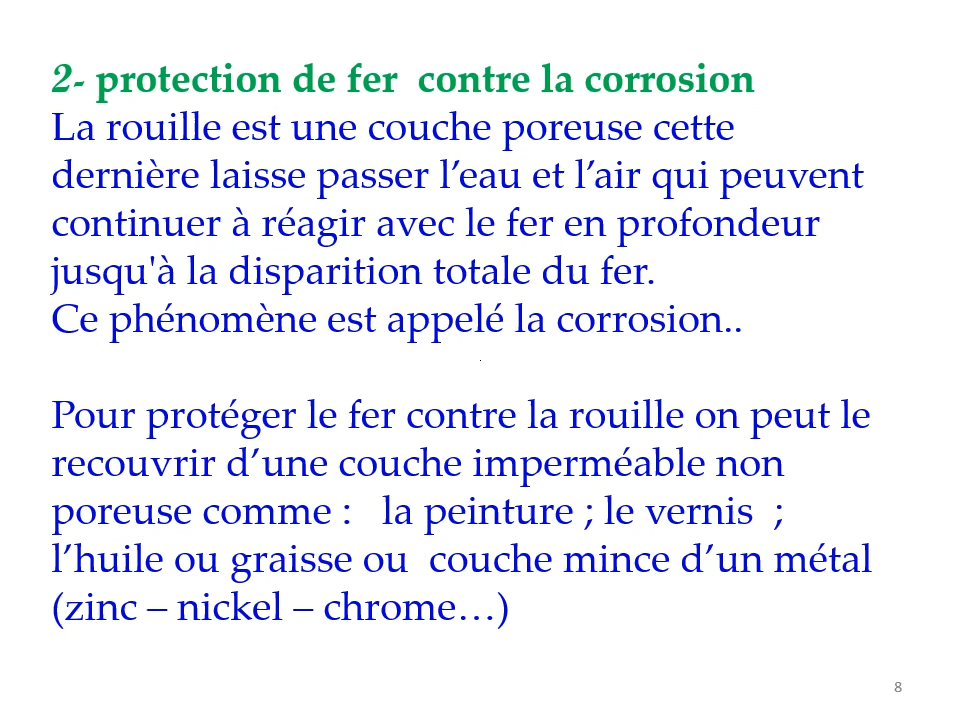 2- protection de fer  contre la corrosion
La rouille est une couche poreuse cette
dernière laisse passer l’eau et l’air qui peuvent
continuer à réagir avec le fer en profondeur
jusqu'à la disparition totale du fer.
Ce phénomène est appelé la corrosion..
.
Pour protéger le fer contre la rouille on peut le
recouvrir d’une couche imperméable non
poreuse comme :   la peinture ; le vernis  ;
l’huile ou graisse ou  couche mince d’un métal
(zinc – nickel – chrome…)
8